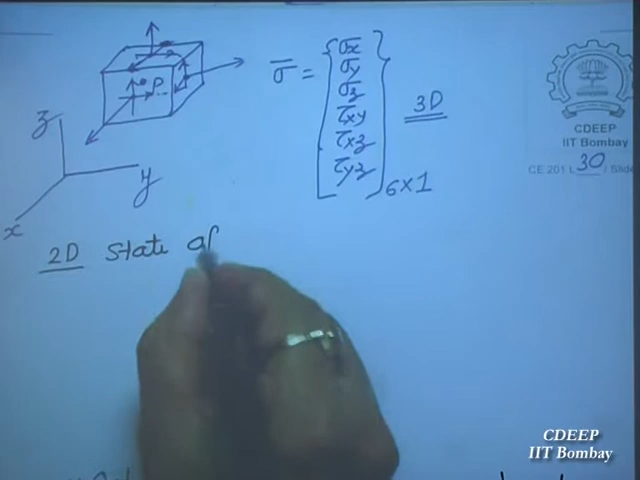 P
z
y
x
σ̄ =
σx
σy
σz
τxy
τxz
τyz
6×1
3D
2D State of
CDEEP
IIT Bombay
CE 201 L 30 / Slide
CDEEP
IIT Bombay